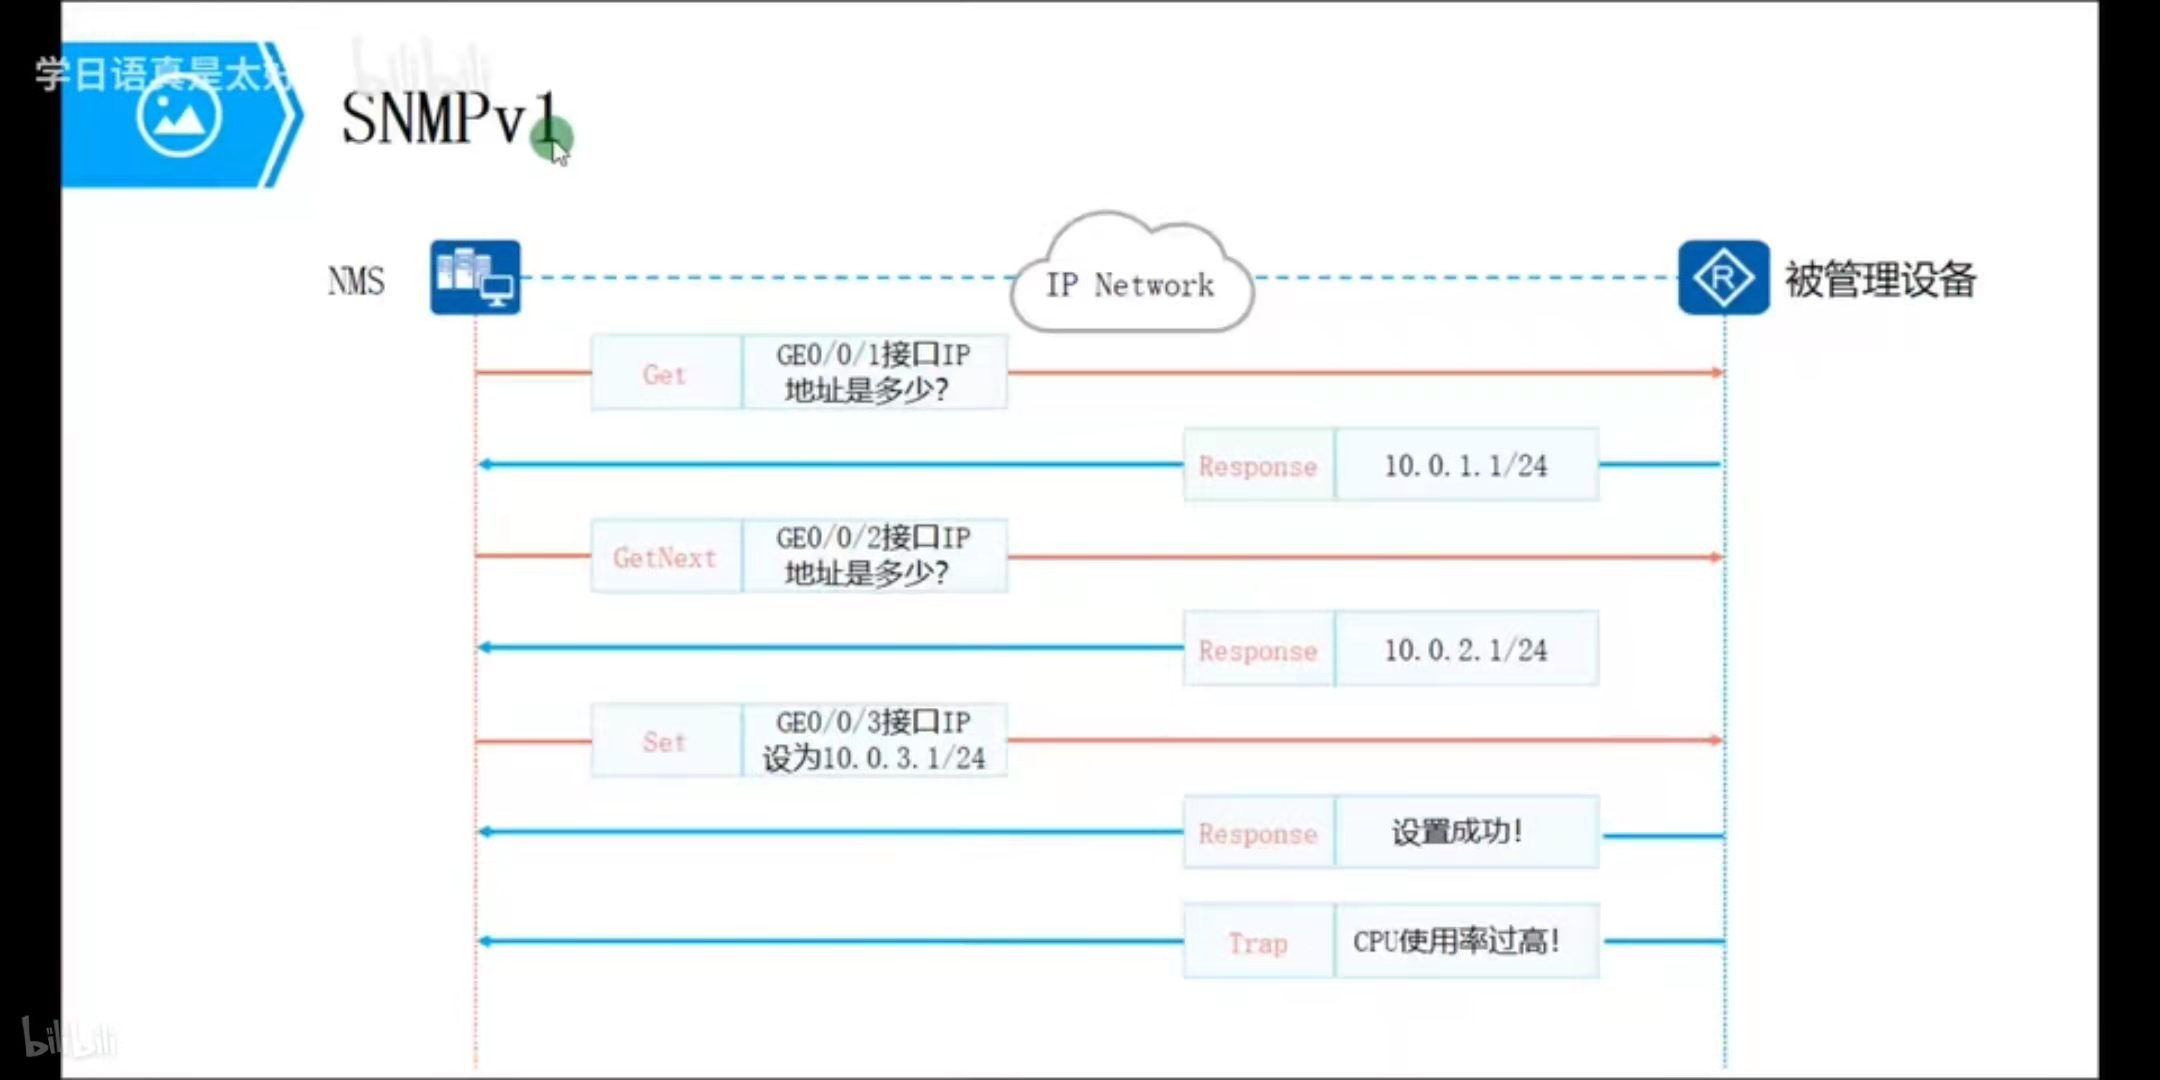 学日语真是太好
bilibili
SNMPv1
NMS
IP Network
被管理设备
Get
GE0/0/1接口IP
地址是多少?
Response
10.0.1.1/24
GetNext
GE0/0/2接口IP
地址是多少?
Response
10.0.2.1/24
Set
GE0/0/3接口IP
设为10.0.3.1/24
Response
设置成功!
Trap
CPU使用率过高!
bilibili